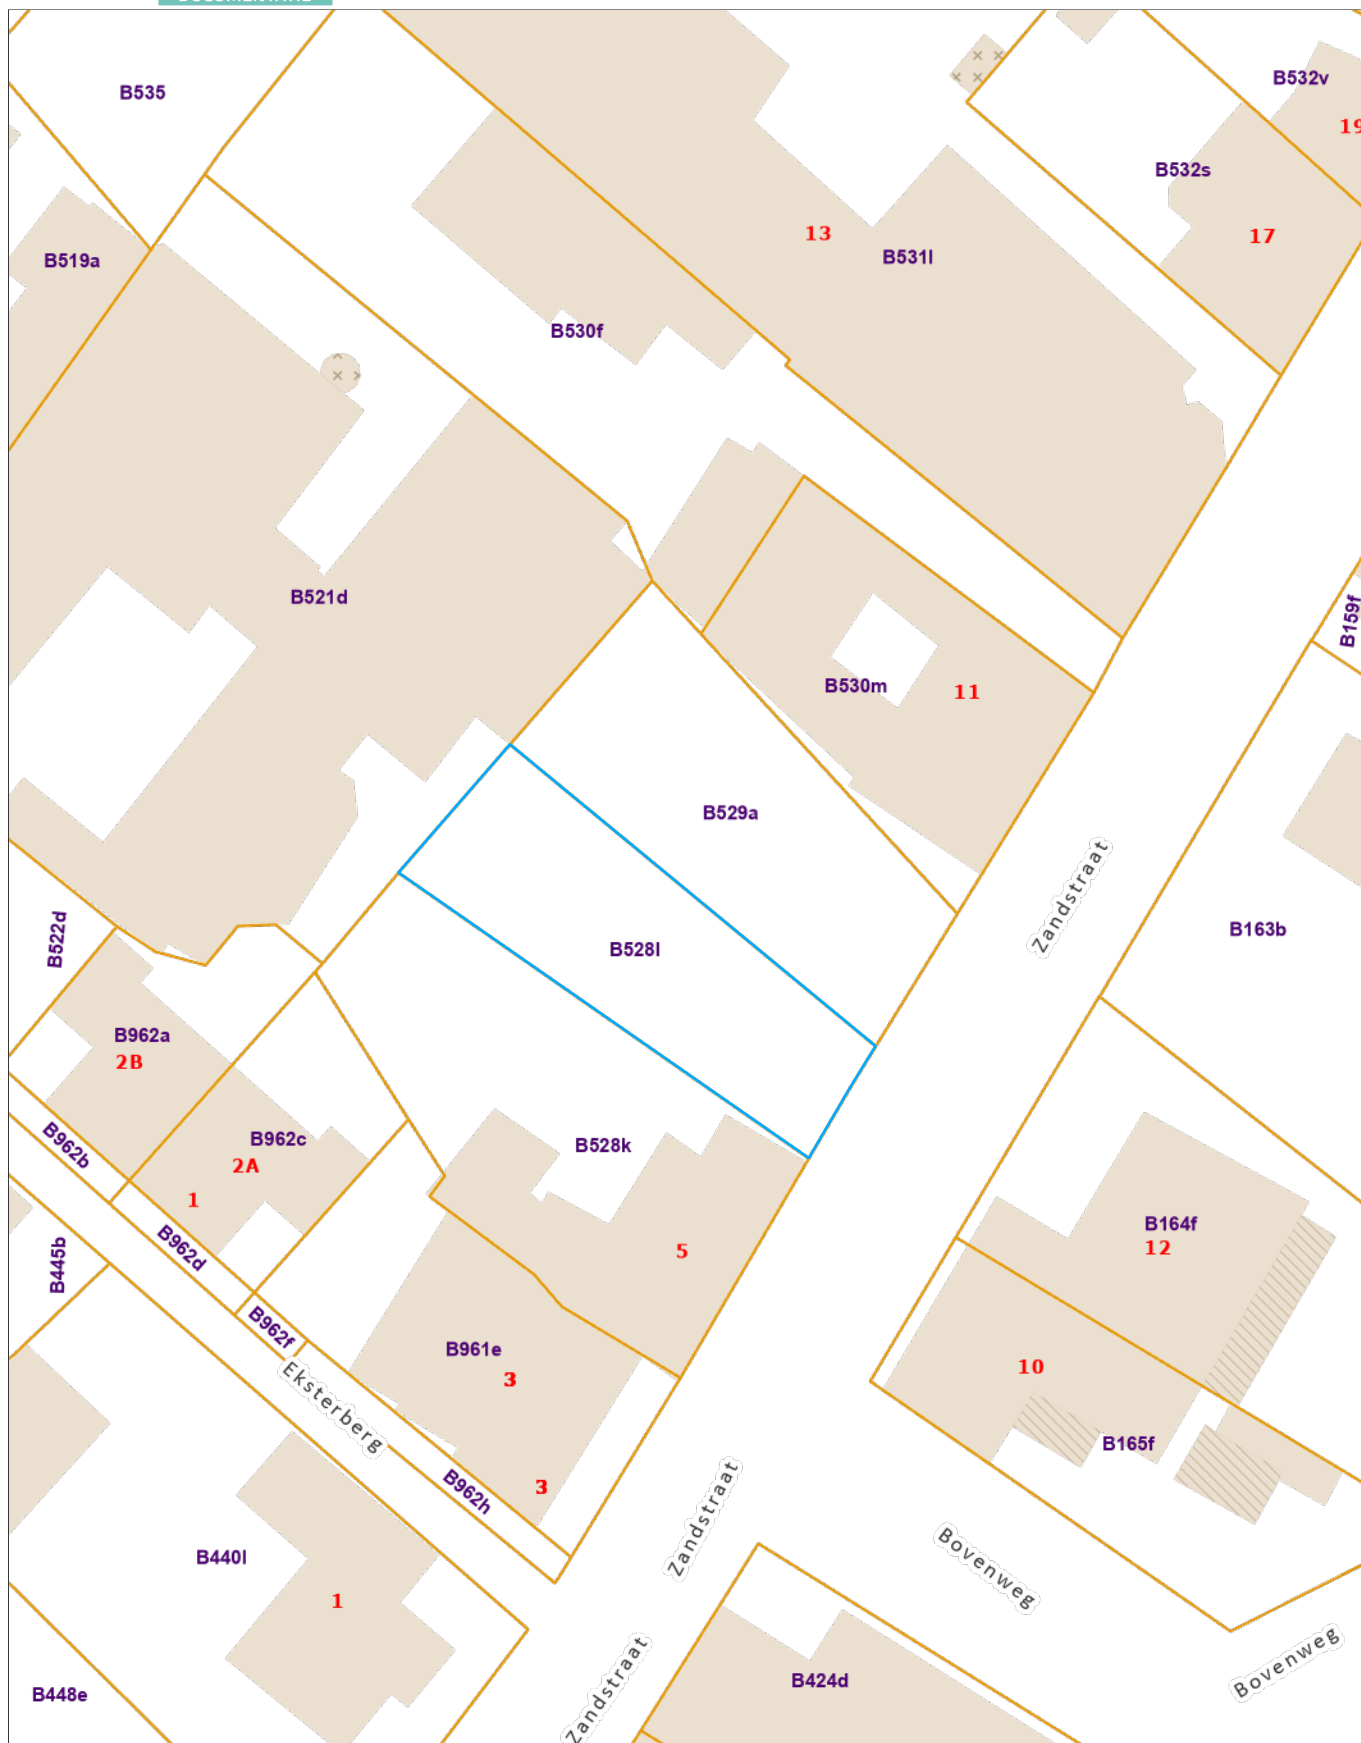 B535
B532v
19
B532s
17
13
B531l
B519a
B530f
B521d
B159f
B530m
11
B529a
Zandstraat
B163b
B522d
B528l
B962a
2B
B962b
B962c
2A
1
B528k
B164f
12
B962d
B445b
5
B962f
B961e
3
10
Eksterberg
B165f
B962h
3
Zandstraat
Bovenweg
B440l
1
Bovenweg
B424d
B448e
Zandstraat